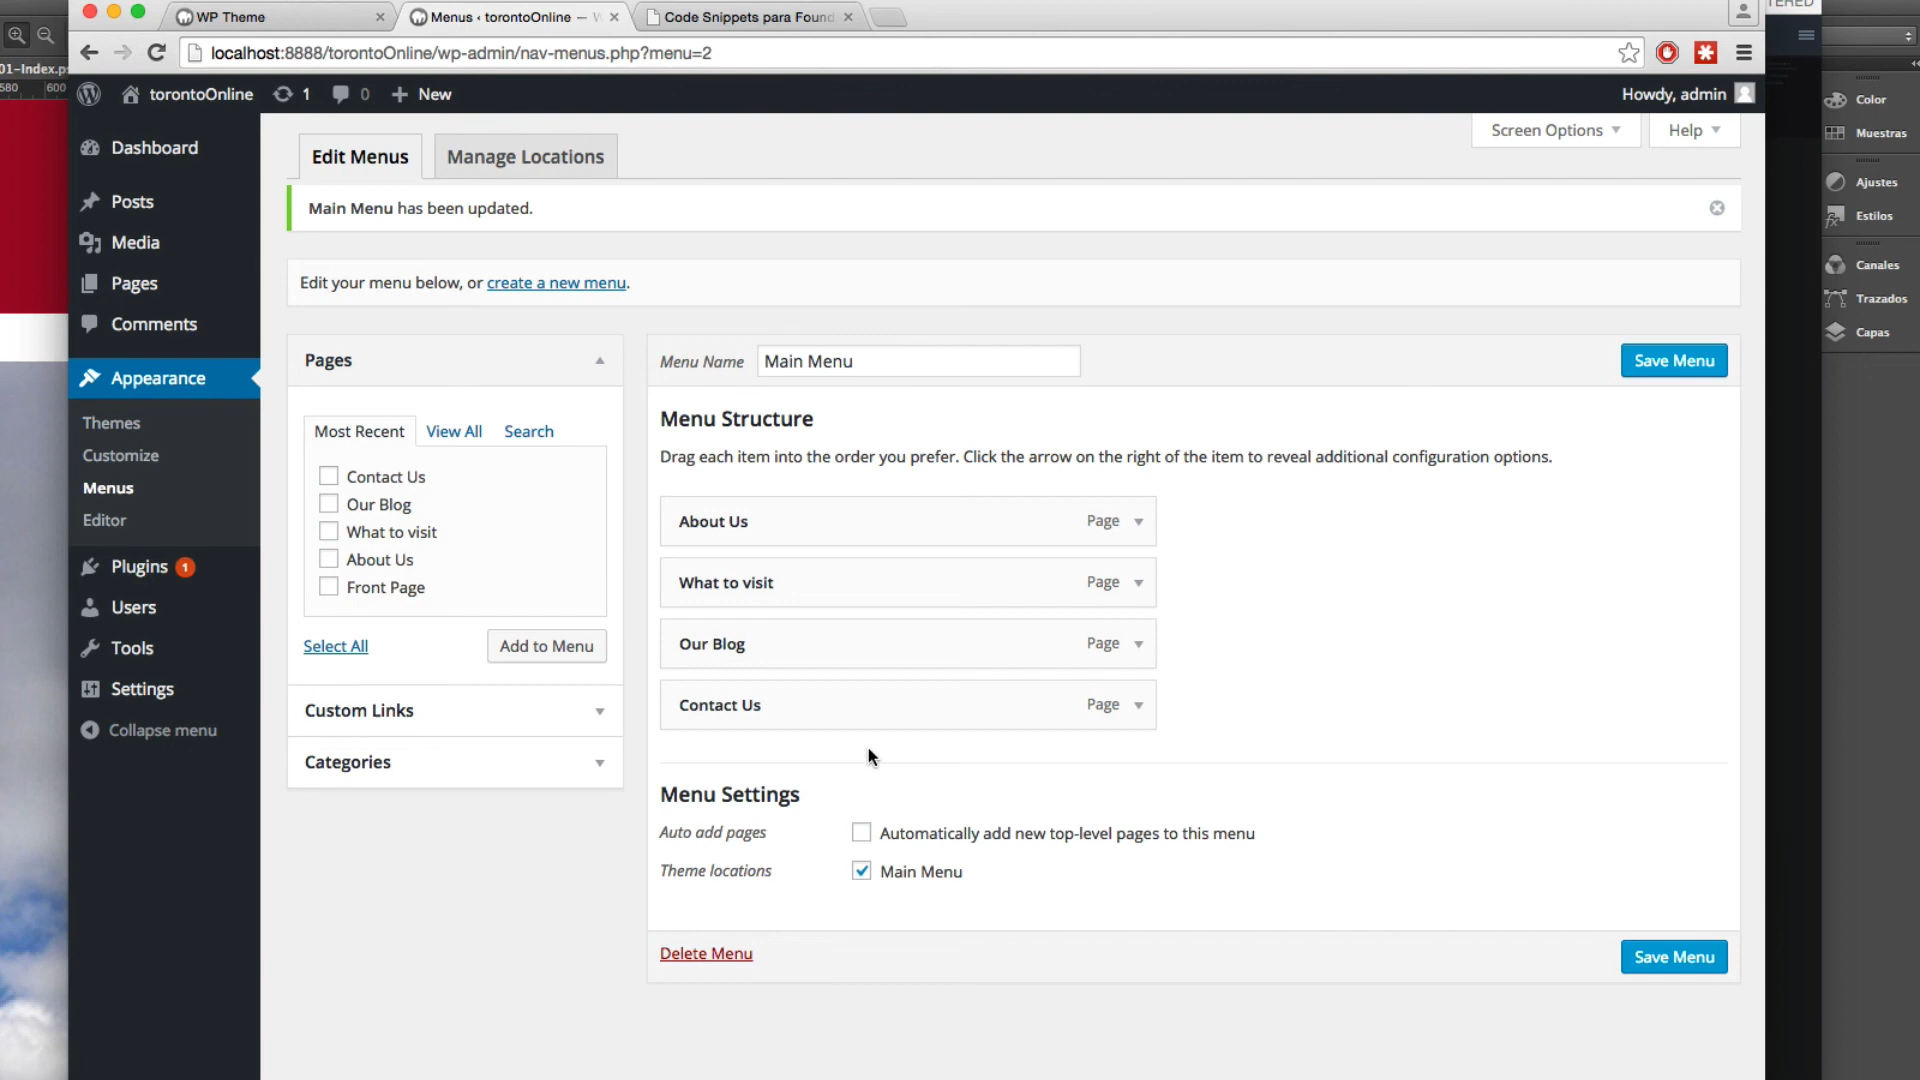 WP Theme
Menus ‹ torontoOnline —
Code Snippets para Found
TERED
localhost:8888/torontoOnline/wp-admin/nav-menus.php?menu=2
01-Index.ps
580
600
torontoOnline
1
0
New
Howdy, admin
Dashboard
Posts
Media
Pages
Comments
Appearance
Themes
Customize
Menus
Editor
Plugins 1
Users
Tools
Settings
Collapse menu
Screen Options
Help
Edit Menus
Manage Locations
Main Menu has been updated.
Edit your menu below, or create a new menu.
Pages
Most Recent
View All
Search
Contact Us
Our Blog
What to visit
About Us
Front Page
Select All
Add to Menu
Custom Links
Categories
Menu Name
Main Menu
Save Menu
Menu Structure
Drag each item into the order you prefer. Click the arrow on the right of the item to reveal additional configuration options.
About Us
Page
What to visit
Page
Our Blog
Page
Contact Us
Page
Menu Settings
Auto add pages
Automatically add new top-level pages to this menu
Theme locations
Main Menu
Delete Menu
Save Menu
Color
Muestras
Ajustes
Estilos
Canales
Trazados
Capas